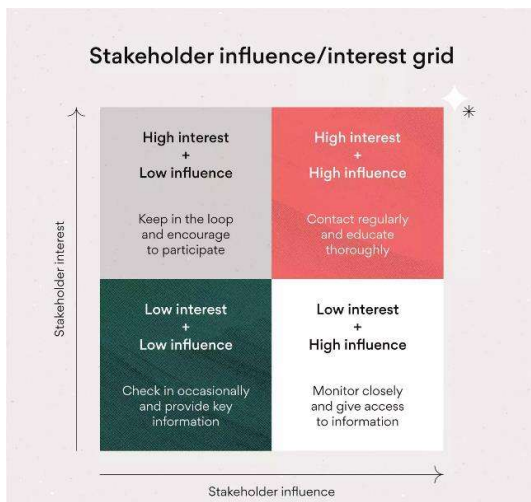 Stakeholder influence/interest grid
High interest
+
Low influence
Keep in the loop
and encourage
to participate
High interest
+
High influence
Contact regularly
and educate
thoroughly
Low interest
+
Low influence
Check in occasionally
and provide key
information
Low interest
+
High influence
Monitor closely
and give access
to information
Stakeholder interest
Stakeholder influence